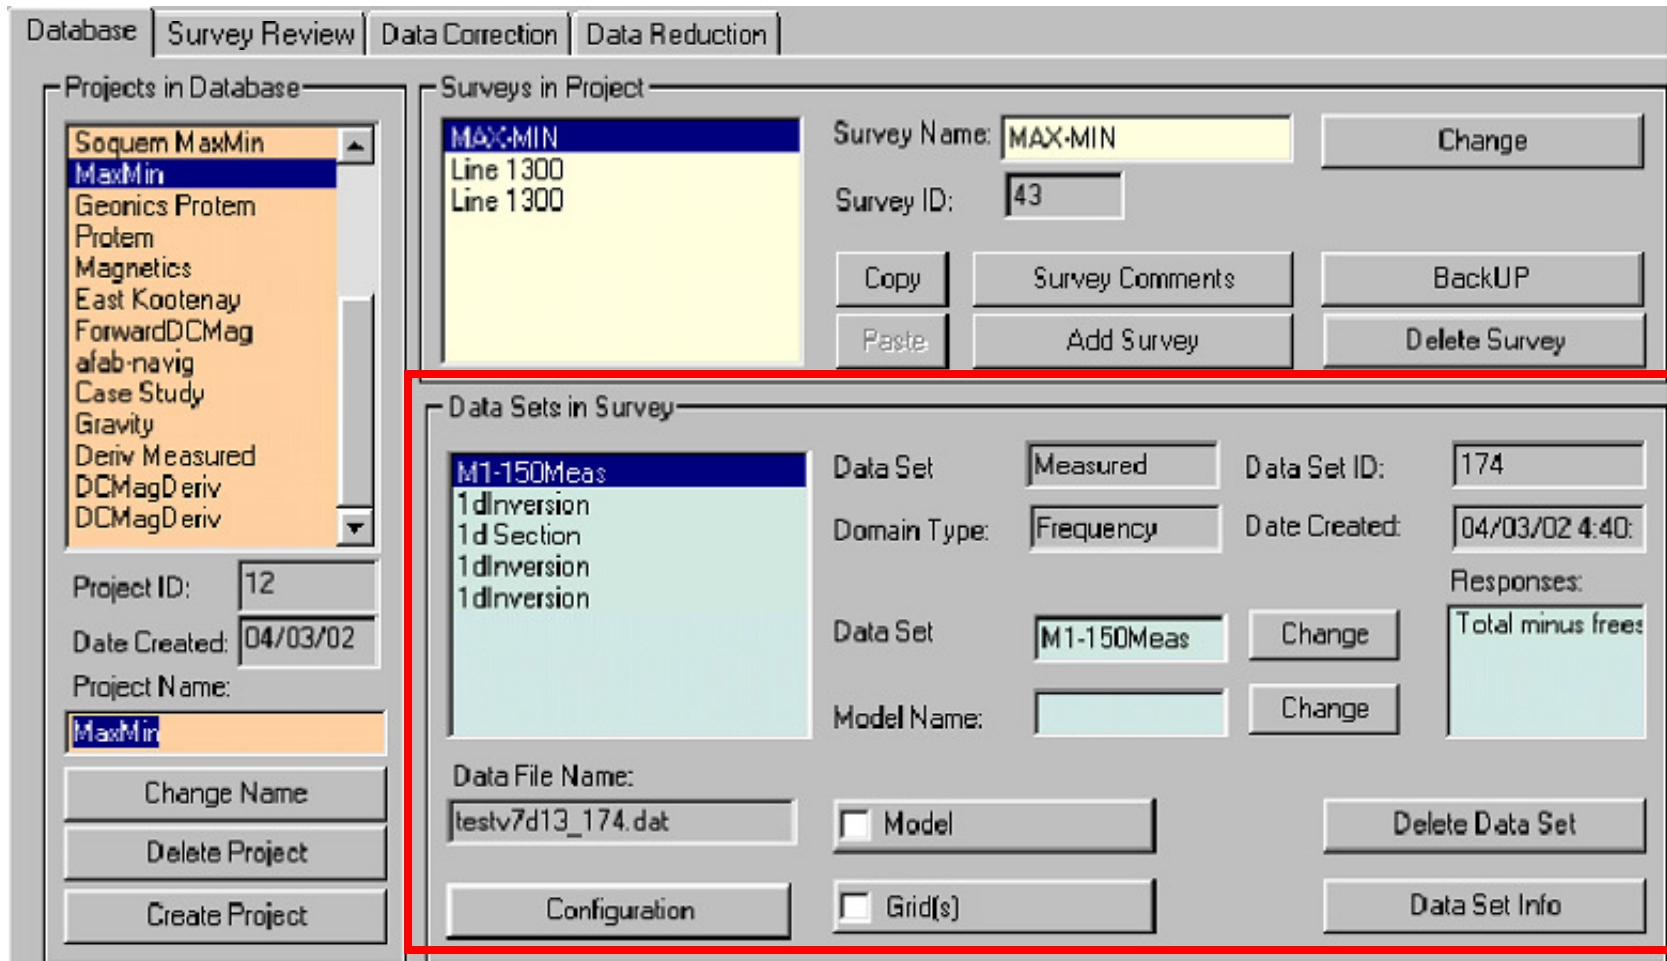 Database
Survey Review
Data Correction
Data Reduction
Projects in Database
Soquem MaxMin
MaxMin
Geonics Protem
Protem
Magnetics
East Kootenay
ForwardDCMag
afab-navig
Case Study
Gravity
Deriv Measured
DCMagDeriv
DCMagDeriv
Project ID: 12
Date Created: 04/03/02
Project Name:
MaxMin
Change Name
Delete Project
Create Project
Surveys in Project
MAX-MIN
Line 1300
Line 1300
Survey Name: MAX-MIN
Change
Survey ID: 43
Copy
Survey Comments
BackUP
Paste
Add Survey
Delete Survey
Data Sets in Survey
M1-150Meas
1dInversion
1d Section
1dInversion
1dInversion
Data Set Measured
Data Set ID: 174
Domain Type: Frequency
Date Created: 04/03/02 4:40:
Responses:
Total minus frees
Data Set M1-150Meas
Change
Model Name:
Change
Data File Name:
testv7d13_174.dat
Model
Delete Data Set
Configuration
Grid(s)
Data Set Info